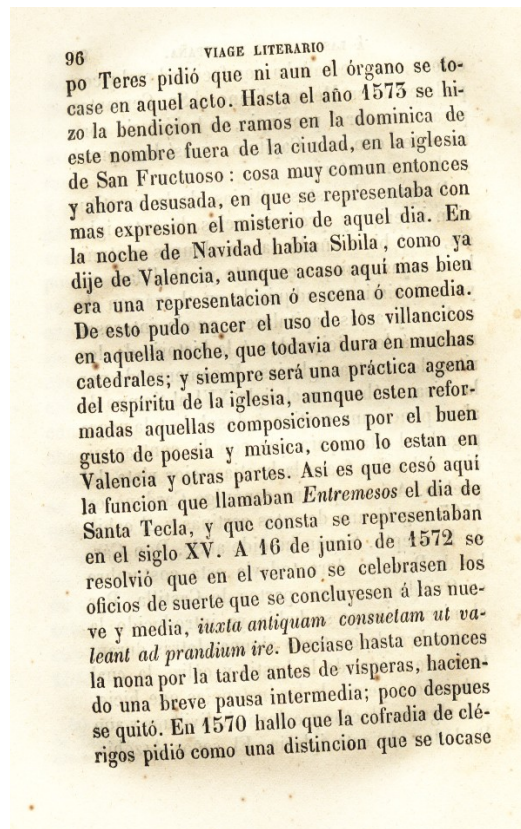 96 VIAGE LITERARIO
po Teres pidió que ni aun el órgano se to-
case en aquel acto. Hasta el año 1573 se hi-
zo la bendicion de ramos en la dominica de
este nombre fuera de la ciudad, en la iglesia
de San Fructuoso: cosa muy comun entonces
y ahora desusada, en que se representaba con
mas expresion el misterio de aquel dia. En
la noche de Navidad habia Sibila, como ya
dije de Valencia, aunque acaso aquí mas bien
era una representacion ó escena ó comedia.
De esto pudo nacer el uso de los villancicos
en aquella noche, que todavia dura en muchas
catedrales; y siempre será una práctica agena
del espíritu de la iglesia, aunque esten refor-
madas aquellas composiciones por el buen
gusto de poesia y música, como lo estan en
Valencia y otras partes. Así es que cesó aquí
la funcion que llamaban Entremesos el dia de
Santa Tecla, y que consta se representaban
en el siglo XV. A 16 de junio de 1572 se
resolvió que en el verano se celebrasen los
oficios de suerte que se concluyesen á las nue-
ve y media, iuxta antiquam consuetam ut va-
leant ad prandium ire. Decíase hasta entonces
la nona por la tarde antes de vísperas, hacien-
do una breve pausa intermedia; poco despues
se quitó. En 1570 hallo que la cofradia de clé-
rigos pidió como una distincion que se tocase